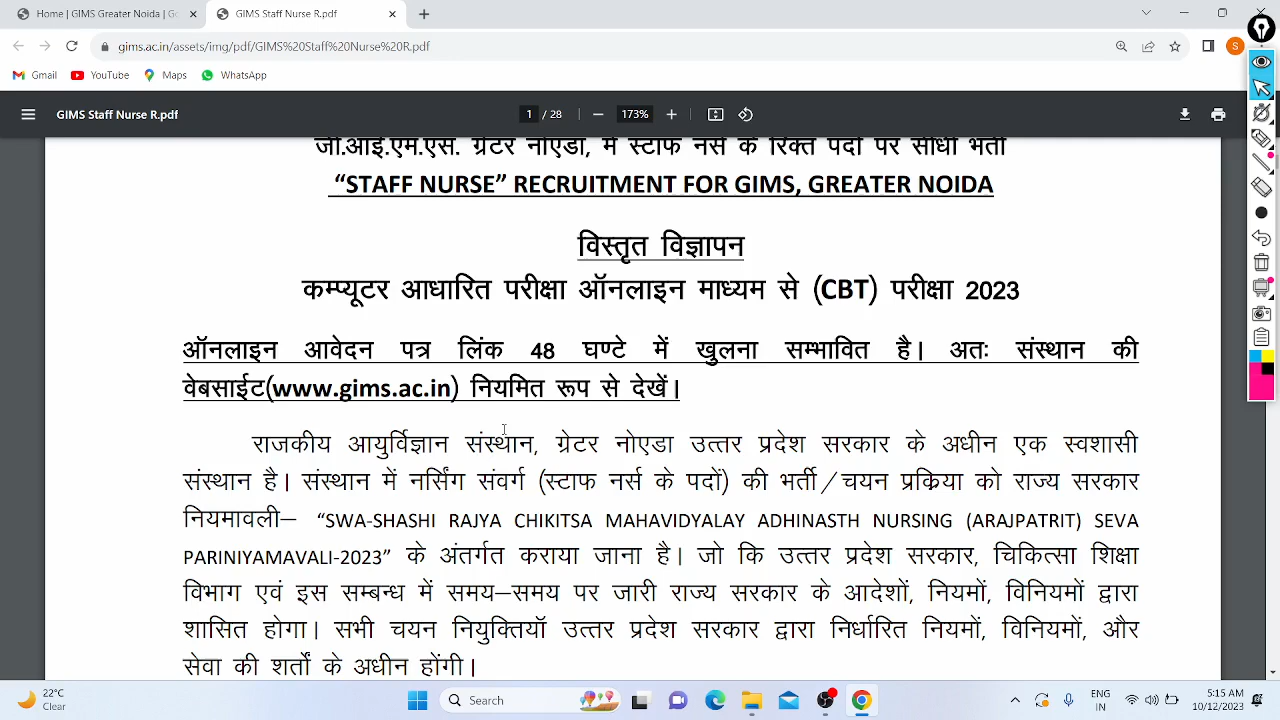 Home | Government | Go
GIMS Staff Nurse R.pdf
gims.ac.in/assets/img/pdf/GIMS%20Staff%20Nurse%20R.pdf
S
Gmail
YouTube
Maps
WhatsApp
GIMS Staff Nurse R.pdf
1 / 28
173%
जी.आई.एम.एस. ग्रेटर नोएडा, में स्टाफ नर्स के रिक्त पदों पर सीधी भर्ती
“STAFF NURSE” RECRUITMENT FOR GIMS, GREATER NOIDA
विस्तृत विज्ञापन
कम्प्यूटर आधारित परीक्षा ऑनलाइन माध्यम से (CBT) परीक्षा 2023
ऑनलाइन आवेदन पत्र लिंक 48 घण्टे में खुलना सम्भावित है। अतः संस्थान की
वेबसाईट(www.gims.ac.in) नियमित रूप से देखें।
राजकीय आयुर्विज्ञान संस्थान, ग्रेटर नोएडा उत्तर प्रदेश सरकार के अधीन एक स्वशासी
संस्थान है। संस्थान में नर्सिंग संवर्ग (स्टाफ नर्स के पदों) की भर्ती/चयन प्रक्रिया को राज्य सरकार
नियमावली– “SWA-SHASHI RAJYA CHIKITSA MAHAVIDYALAY ADHINASTH NURSING (ARAJPATRIT) SEVA
PARINIYAMAVALI-2023” के अंतर्गत कराया जाना है। जो कि उत्तर प्रदेश सरकार, चिकित्सा शिक्षा
विभाग एवं इस सम्बन्ध में समय–समय पर जारी राज्य सरकार के आदेशों, नियमों, विनियमों द्वारा
शासित होगा। सभी चयन नियुक्तियॉ उत्तर प्रदेश सरकार द्वारा निर्धारित नियमों, विनियमों, और
सेवा की शर्तों के अधीन होंगी।
22°C
Clear
Search
ENG
IN
5:15 AM
10/12/2023